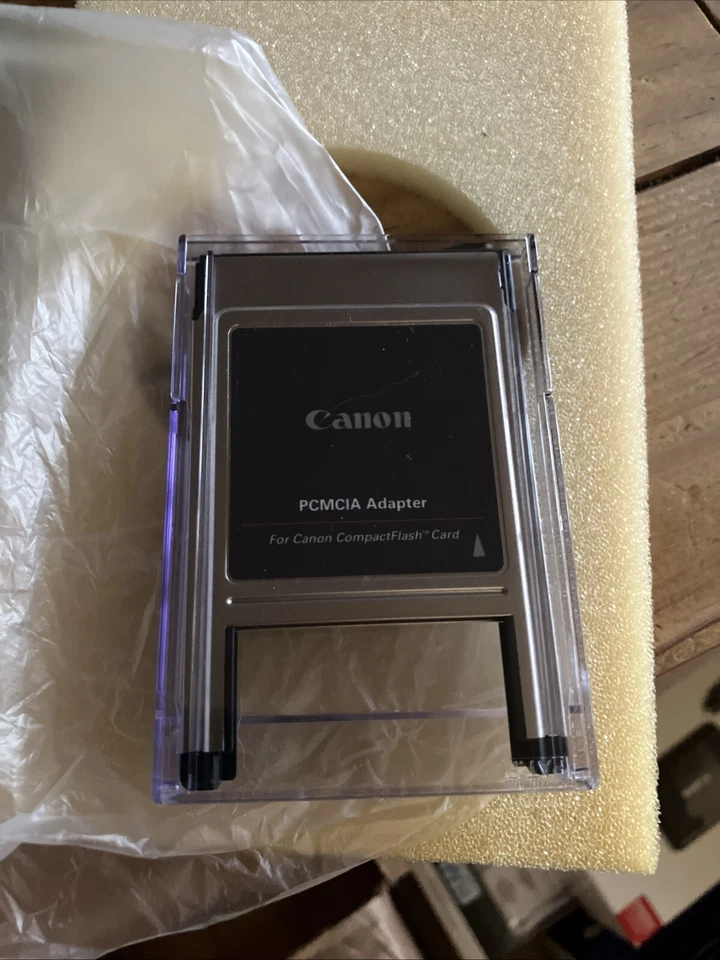 Canon
PCMCIA Adapter
For Canon CompactFlash™ Card